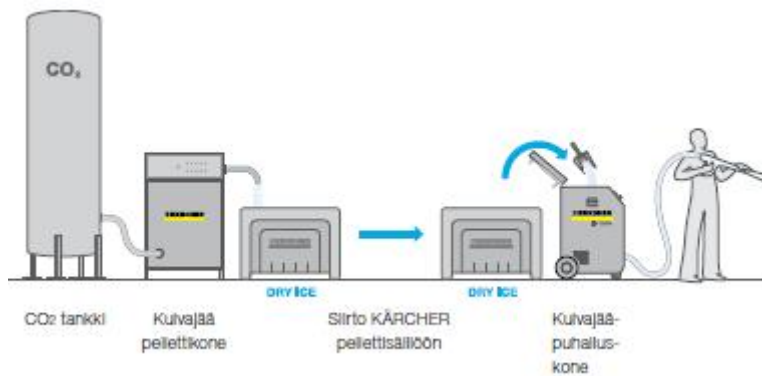 CO₂
DRY ICE
DRY ICE
CO2 tankki
Kuivajää
pellettikone
Siirto KÄRCHER
pellettisäiliöön
Kuivajää-
puhallus-
kone